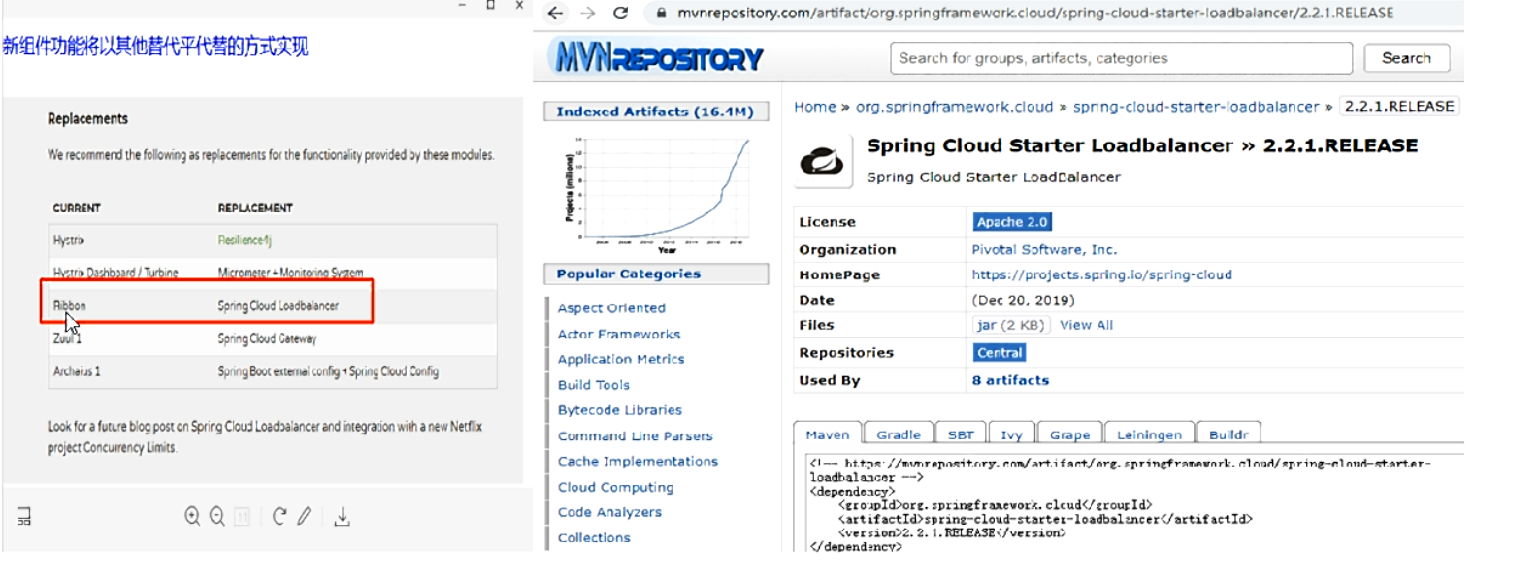 新组件功能将以其他替代平代替的方式实现
Replacements
We recommend the following as replacements for the functionality provided by these modules.
CURRENT REPLACEMENT
Hystrix Resilience4j
Hystrix Dashboard / Turbine Micrometer + Monitoring System
Ribbon Spring Cloud Loadbalancer
Zuul 1 Spring Cloud Gateway
Archaius 1 Spring Boot external config + Spring Cloud Config
Look for a future blog post on Spring Cloud Loadbalancer and integration with a new Netflix
project Concurrency Limits.
mvnrepository.com/artifact/org.springframework.cloud/spring-cloud-starter-loadbalancer/2.2.1.RELEASE
MVNREPOSITORY
Search for groups, artifacts, categories Search
Indexed Artifacts (16.4M)
Projects (millions)
Year
Popular Categories
Aspect Oriented
Actor Frameworks
Application Metrics
Build Tools
Bytecode Libraries
Command Line Parsers
Cache Implementations
Cloud Computing
Code Analyzers
Collections
Home » org.springframework.cloud » spring-cloud-starter-loadbalancer » 2.2.1.RELEASE
Spring Cloud Starter Loadbalancer » 2.2.1.RELEASE
Spring Cloud Starter LoadBalancer
License Apache 2.0
Organization Pivotal Software, Inc.
HomePage https://projects.spring.io/spring-cloud
Date (Dec 20, 2019)
Files jar (2 KB) View All
Repositories Central
Used By 8 artifacts
Maven Gradle SBT Ivy Grape Leiningen Buildr
<!-- https://mvnrepository.com/artifact/org.springframework.cloud/spring-cloud-starter-
loadbalancer -->
<dependency>
<groupId>org.springframework.cloud</groupId>
<artifactId>spring-cloud-starter-loadbalancer</artifactId>
<version>2.2.1.RELEASE</version>
</dependency>